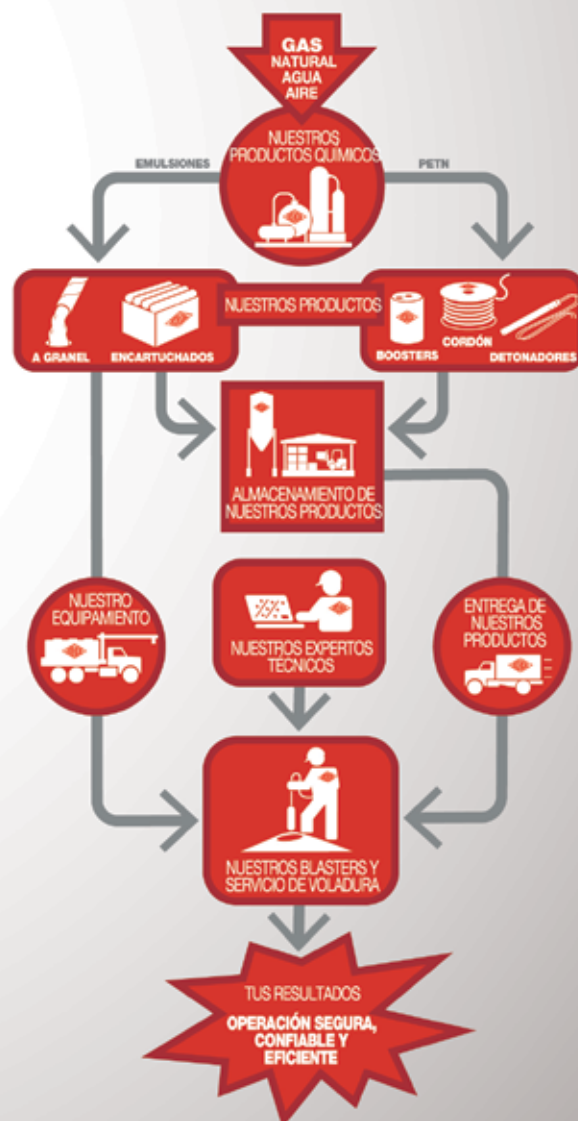 GAS
NATURAL
AGUA
AIRE
NUESTROS
PRODUCTOS QUIMICOS
EMULSIONES
PETN
A GRANEL
ENCARTUCHADOS
NUESTROS PRODUCTOS
BOOSTERS
CORDÓN
DETONADORES
ALMACENAMIENTO DE
NUESTROS PRODUCTOS
NUESTRO
EQUIPAMIENTO
NUESTROS EXPERTOS
TÉCNICOS
ENTREGA DE
NUESTROS
PRODUCTOS
NUESTROS BLASTERS Y
SERVICIO DE VOLADURA
TUS RESULTADOS
OPERACIÓN SEGURA,
CONFIABLE Y
EFICIENTE